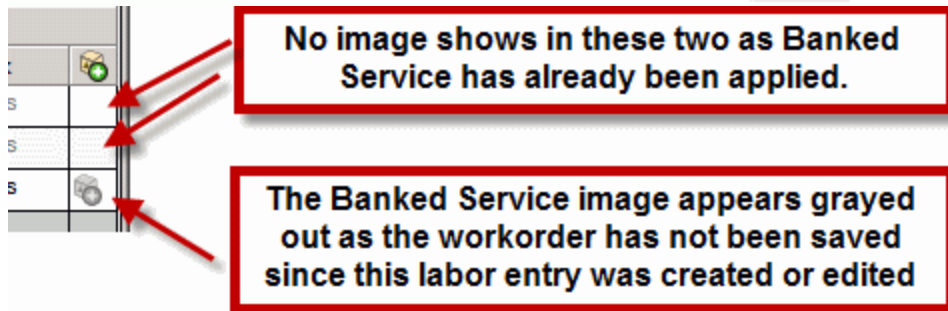 No image shows in these two as Banked
Service has already been applied.
s
s
s
The Banked Service image appears grayed
out as the workorder has not been saved
since this labor entry was created or edited